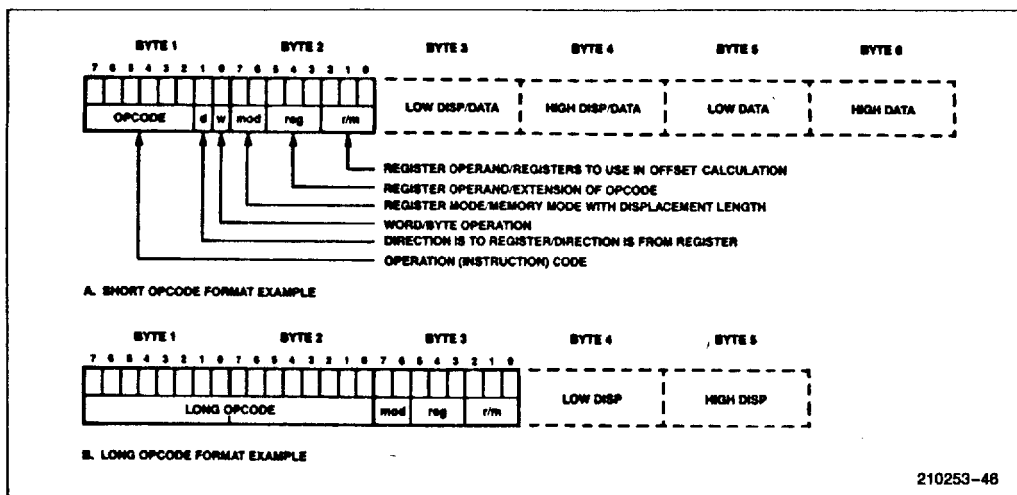 BYTE 1 BYTE 2 BYTE 3 BYTE 4 BYTE 5 BYTE 6
7 6 5 4 3 2 1 0 7 6 5 4 3 3 1 0
LOW DISP/DATA HIGH DISP/DATA LOW DATA HIGH DATA
OPCODE d w mod reg r/m
REGISTER OPERAND/REGISTERS TO USE IN OFFSET CALCULATION
REGISTER OPERAND/EXTENSION OF OPCODE
REGISTER MODE/MEMORY MODE WITH DISPLACEMENT LENGTH
WORD/BYTE OPERATION
DIRECTION IS TO REGISTER/DIRECTION IS FROM REGISTER
OPERATION (INSTRUCTION) CODE
A. SHORT OPCODE FORMAT EXAMPLE
BYTE 1 BYTE 2 BYTE 3 BYTE 4 BYTE 5
7 6 5 4 3 2 1 0 7 6 5 4 3 2 1 0 7 6 5 4 3 2 1 0
LOW DISP HIGH DISP
LONG OPCODE mod reg r/m
B. LONG OPCODE FORMAT EXAMPLE
210253-46